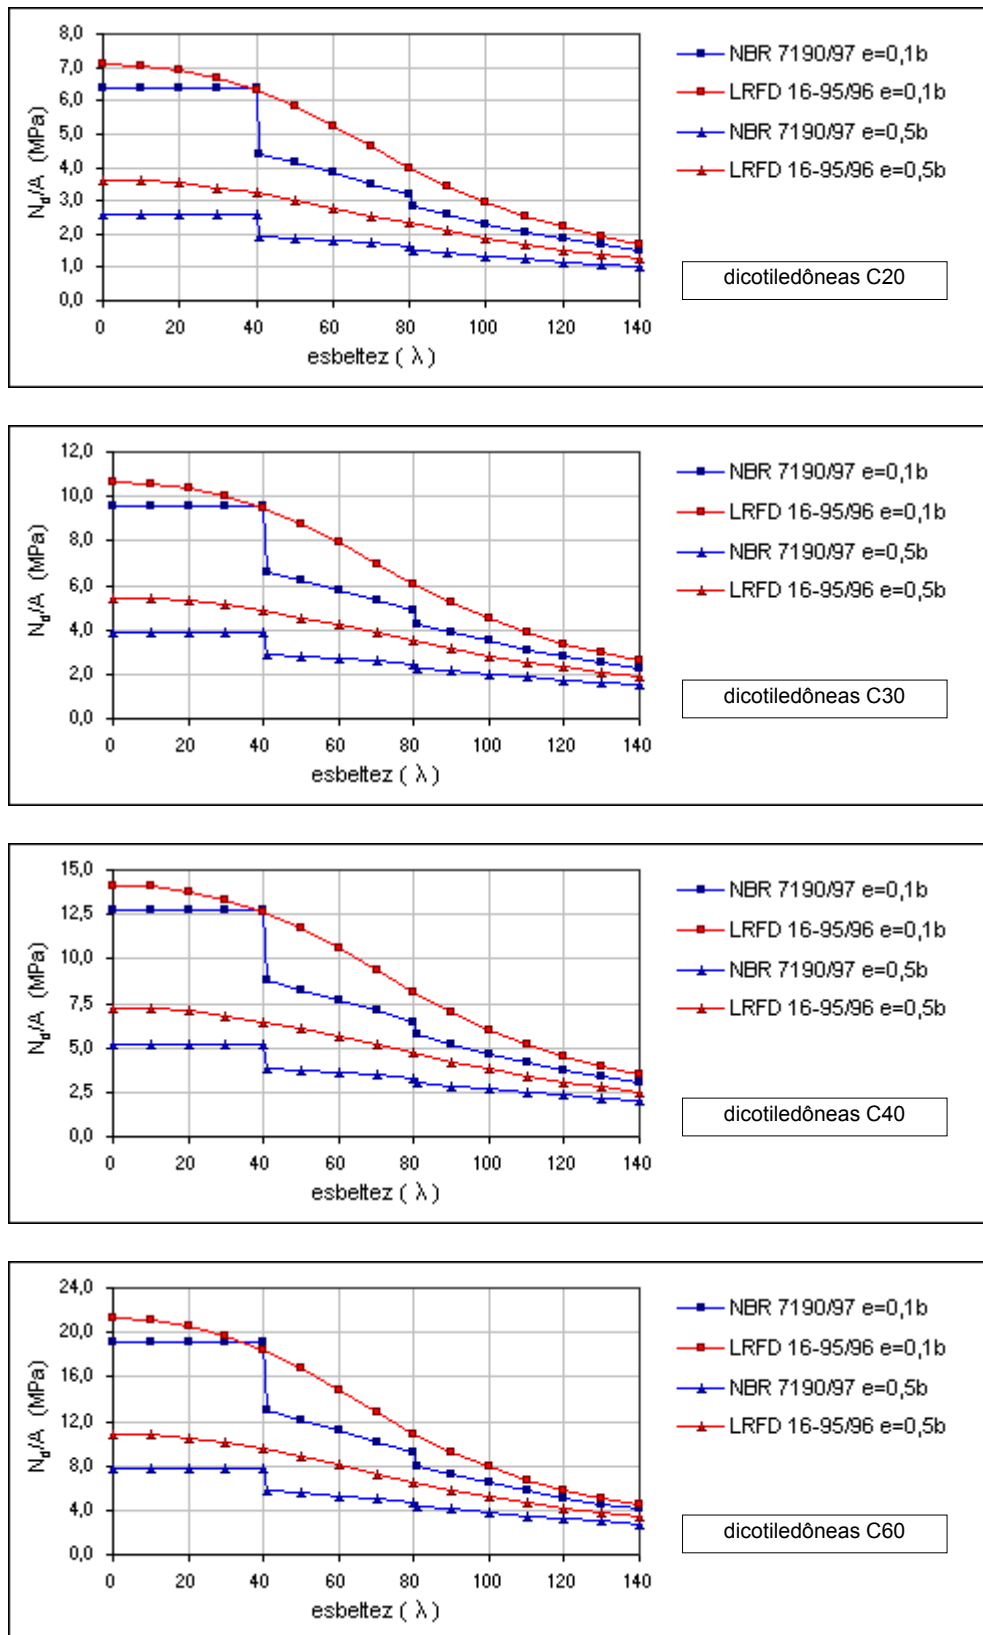 8,0
7,0
6,0
5,0
4,0
3,0
2,0
1,0
0,0
N_d/A (MPa)
0 20 40 60 80 100 120 140
esbeltez ( λ )
NBR 7190/97 e=0,1b
LRFD 16-95/96 e=0,1b
NBR 7190/97 e=0,5b
LRFD 16-95/96 e=0,5b
dicotiledôneas C20
12,0
10,0
8,0
6,0
4,0
2,0
0,0
N_d/A (MPa)
0 20 40 60 80 100 120 140
esbeltez ( λ )
NBR 7190/97 e=0,1b
LRFD 16-95/96 e=0,1b
NBR 7190/97 e=0,5b
LRFD 16-95/96 e=0,5b
dicotiledôneas C30
15,0
12,5
10,0
7,5
5,0
2,5
0,0
N_d/A (MPa)
0 20 40 60 80 100 120 140
esbeltez ( λ )
NBR 7190/97 e=0,1b
LRFD 16-95/96 e=0,1b
NBR 7190/97 e=0,5b
LRFD 16-95/96 e=0,5b
dicotiledôneas C40
24,0
20,0
16,0
12,0
8,0
4,0
0,0
N_d/A (MPa)
0 20 40 60 80 100 120 140
esbeltez ( λ )
NBR 7190/97 e=0,1b
LRFD 16-95/96 e=0,1b
NBR 7190/97 e=0,5b
LRFD 16-95/96 e=0,5b
dicotiledôneas C60